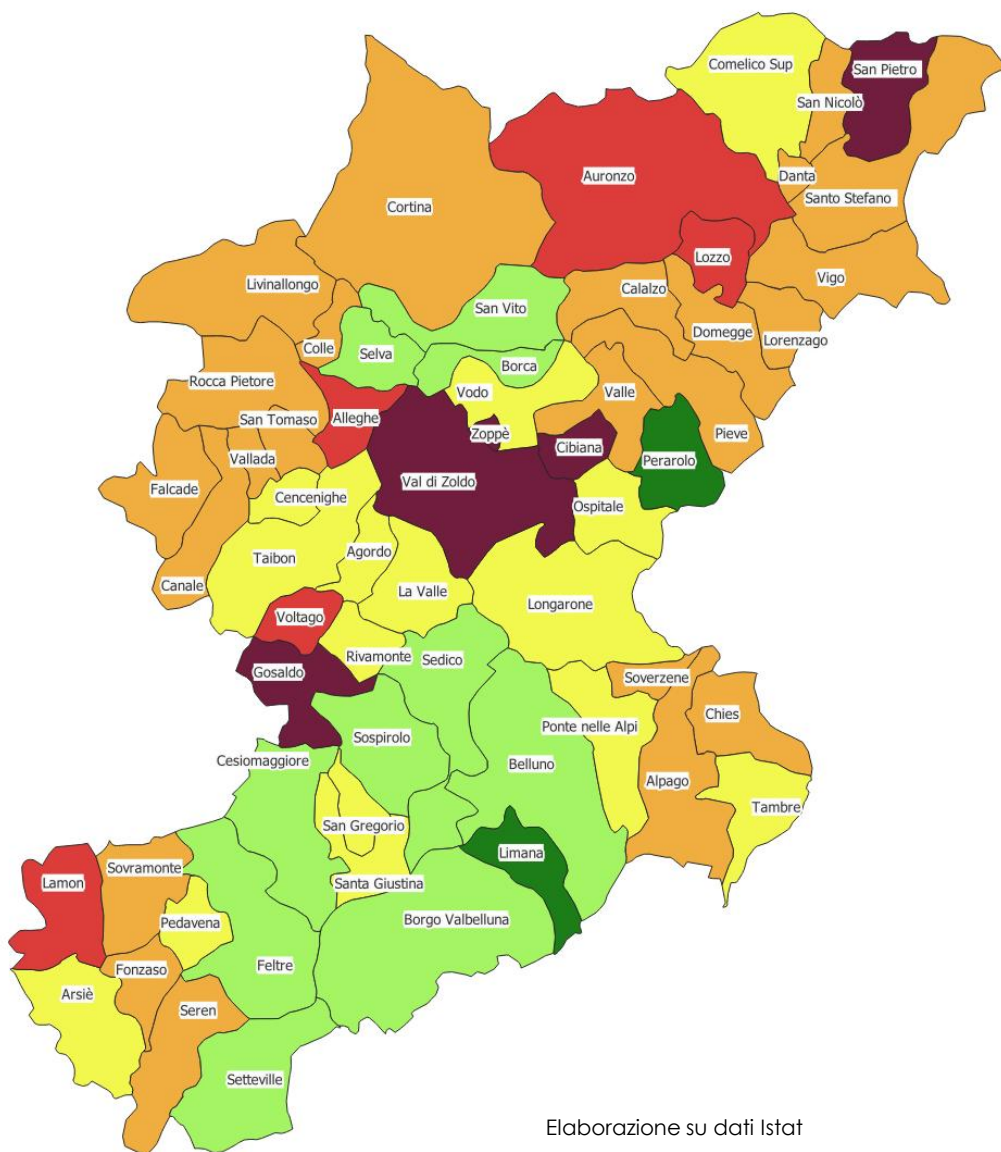 Comelico Sup
San Pietro
San Nicolò
Auronzo
Danta
Santo Stefano
Cortina
Lozzo
Vigo
Livinallongo
Calalzo
San Vito
Domegge
Lorenzago
Colle
Selva
Borca
Rocca Pietore
Vodo
Valle
San Tomaso
Alleghe
Zoppè
Pieve
Cibiana
Perarolo
Vallada
Val di Zoldo
Falcade
Cencenighe
Ospitale
Taibon
Agordo
Canale
La Valle
Longarone
Voltago
Rivamonte
Sedico
Gosaldo
Soverzene
Chies
Ponte nelle Alpi
Sospirolo
Cesiomaggiore
Belluno
Alpago
Tambre
San Gregorio
Limana
Sovramonte
Lamon
Santa Giustina
Pedavena
Borgo Valbelluna
Feltre
Fonzaso
Arsiè
Seren
Setteville
Elaborazione su dati Istat